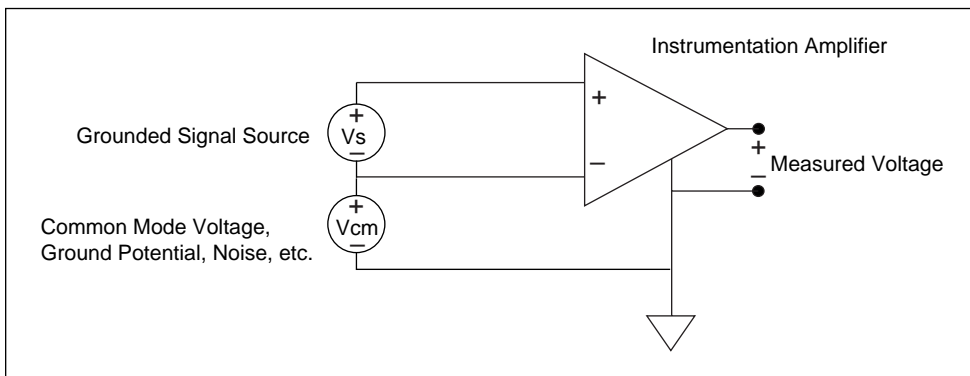 Instrumentation Amplifier
+
+
Grounded Signal Source
Vs
+
−
−
−
Measured Voltage
+
Common Mode Voltage,
Vcm
Ground Potential, Noise, etc.
−